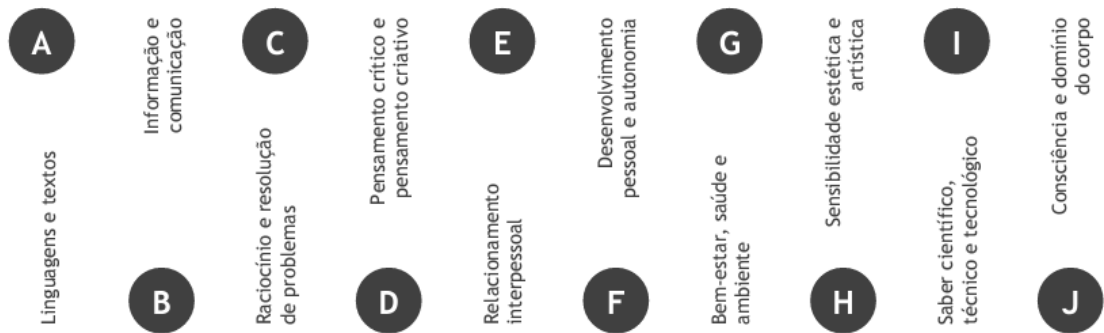 A
Linguagens e textos
Informação e
comunicação
B
C
Raciocínio e resolução
de problemas
Pensamento crítico e
pensamento criativo
D
E
Relacionamento
interpessoal
Desenvolvimento
pessoal e autonomia
F
G
Bem-estar, saúde e
ambiente
Sensibilidade estética e
artística
H
I
Saber científico,
técnico e tecnológico
Consciência e domínio
do corpo
J